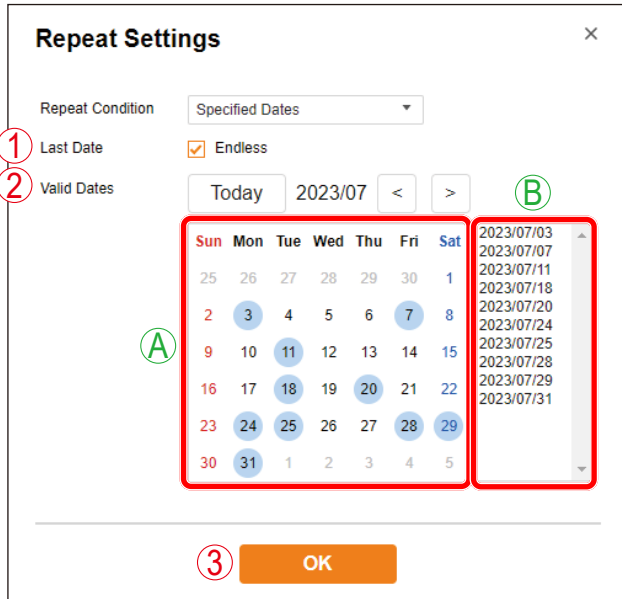 Repeat Settings ×
Repeat Condition Specified Dates
1 Last Date Endless
2 Valid Dates Today 2023/07 < > B
A
Sun Mon Tue Wed Thu Fri Sat
25 26 27 28 29 30 1
2 3 4 5 6 7 8
9 10 11 12 13 14 15
16 17 18 19 20 21 22
23 24 25 26 27 28 29
30 31 1 2 3 4 5
2023/07/03
2023/07/07
2023/07/11
2023/07/18
2023/07/20
2023/07/24
2023/07/25
2023/07/28
2023/07/29
2023/07/31
3 OK